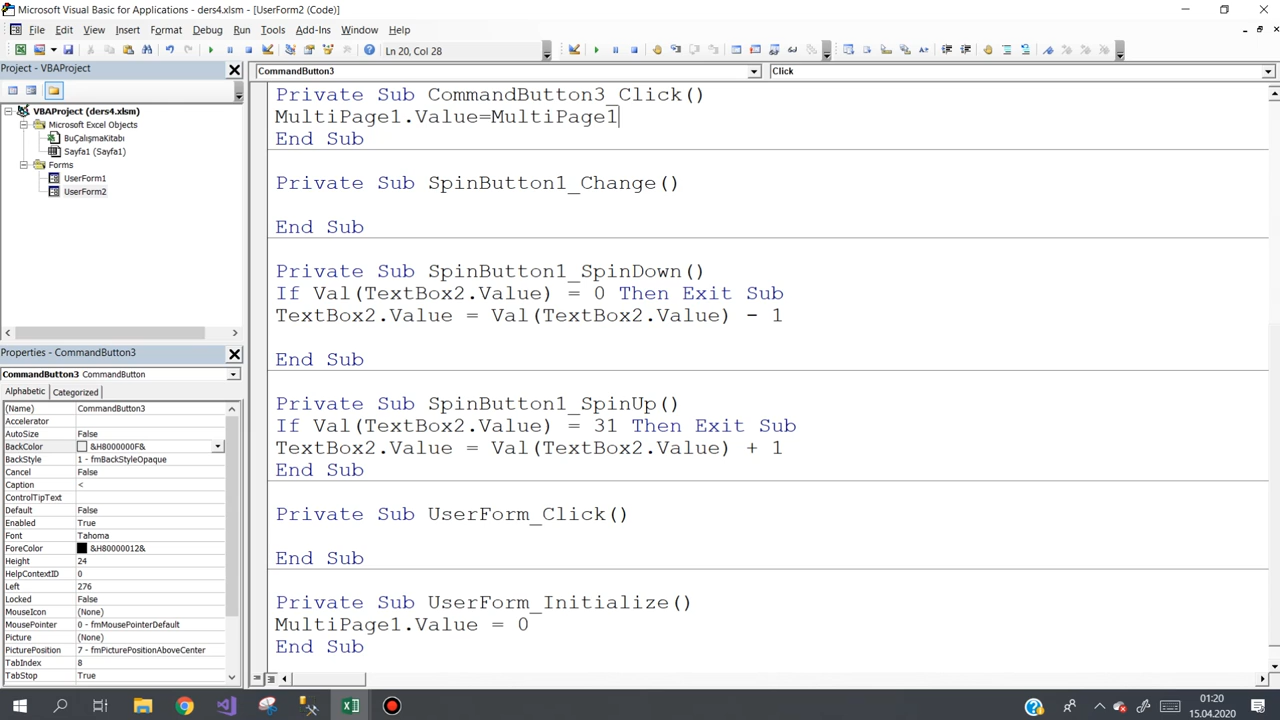 Microsoft Visual Basic for Applications - ders4.xlsm - [UserForm2 (Code)]
File Edit View Insert Format Debug Run Tools Add-Ins Window Help
Ln 20, Col 28
Project - VBAProject
VBAProject (ders4.xlsm)
Microsoft Excel Objects
BuÇalışmaKitabı
Sayfa1 (Sayfa1)
Forms
UserForm1
UserForm2
Properties - CommandButton3
CommandButton3 CommandButton
Alphabetic Categorized
(Name) CommandButton3
Accelerator
AutoSize False
BackColor &H8000000F&
BackStyle 1 - fmBackStyleOpaque
Cancel False
Caption <
ControlTipText
Default False
Enabled True
Font Tahoma
ForeColor &H80000012&
Height 24
HelpContextID 0
Left 276
Locked False
MouseIcon (None)
MousePointer 0 - fmMousePointerDefault
Picture (None)
PicturePosition 7 - fmPicturePositionAboveCenter
TabIndex 8
TabStop True
CommandButton3 Click
Private Sub CommandButton3_Click()
MultiPage1.Value=MultiPage1
End Sub
Private Sub SpinButton1_Change()
End Sub
Private Sub SpinButton1_SpinDown()
If Val(TextBox2.Value) = 0 Then Exit Sub
TextBox2.Value = Val(TextBox2.Value) - 1
End Sub
Private Sub SpinButton1_SpinUp()
If Val(TextBox2.Value) = 31 Then Exit Sub
TextBox2.Value = Val(TextBox2.Value) + 1
End Sub
Private Sub UserForm_Click()
End Sub
Private Sub UserForm_Initialize()
MultiPage1.Value = 0
End Sub
01:20
15.04.2020